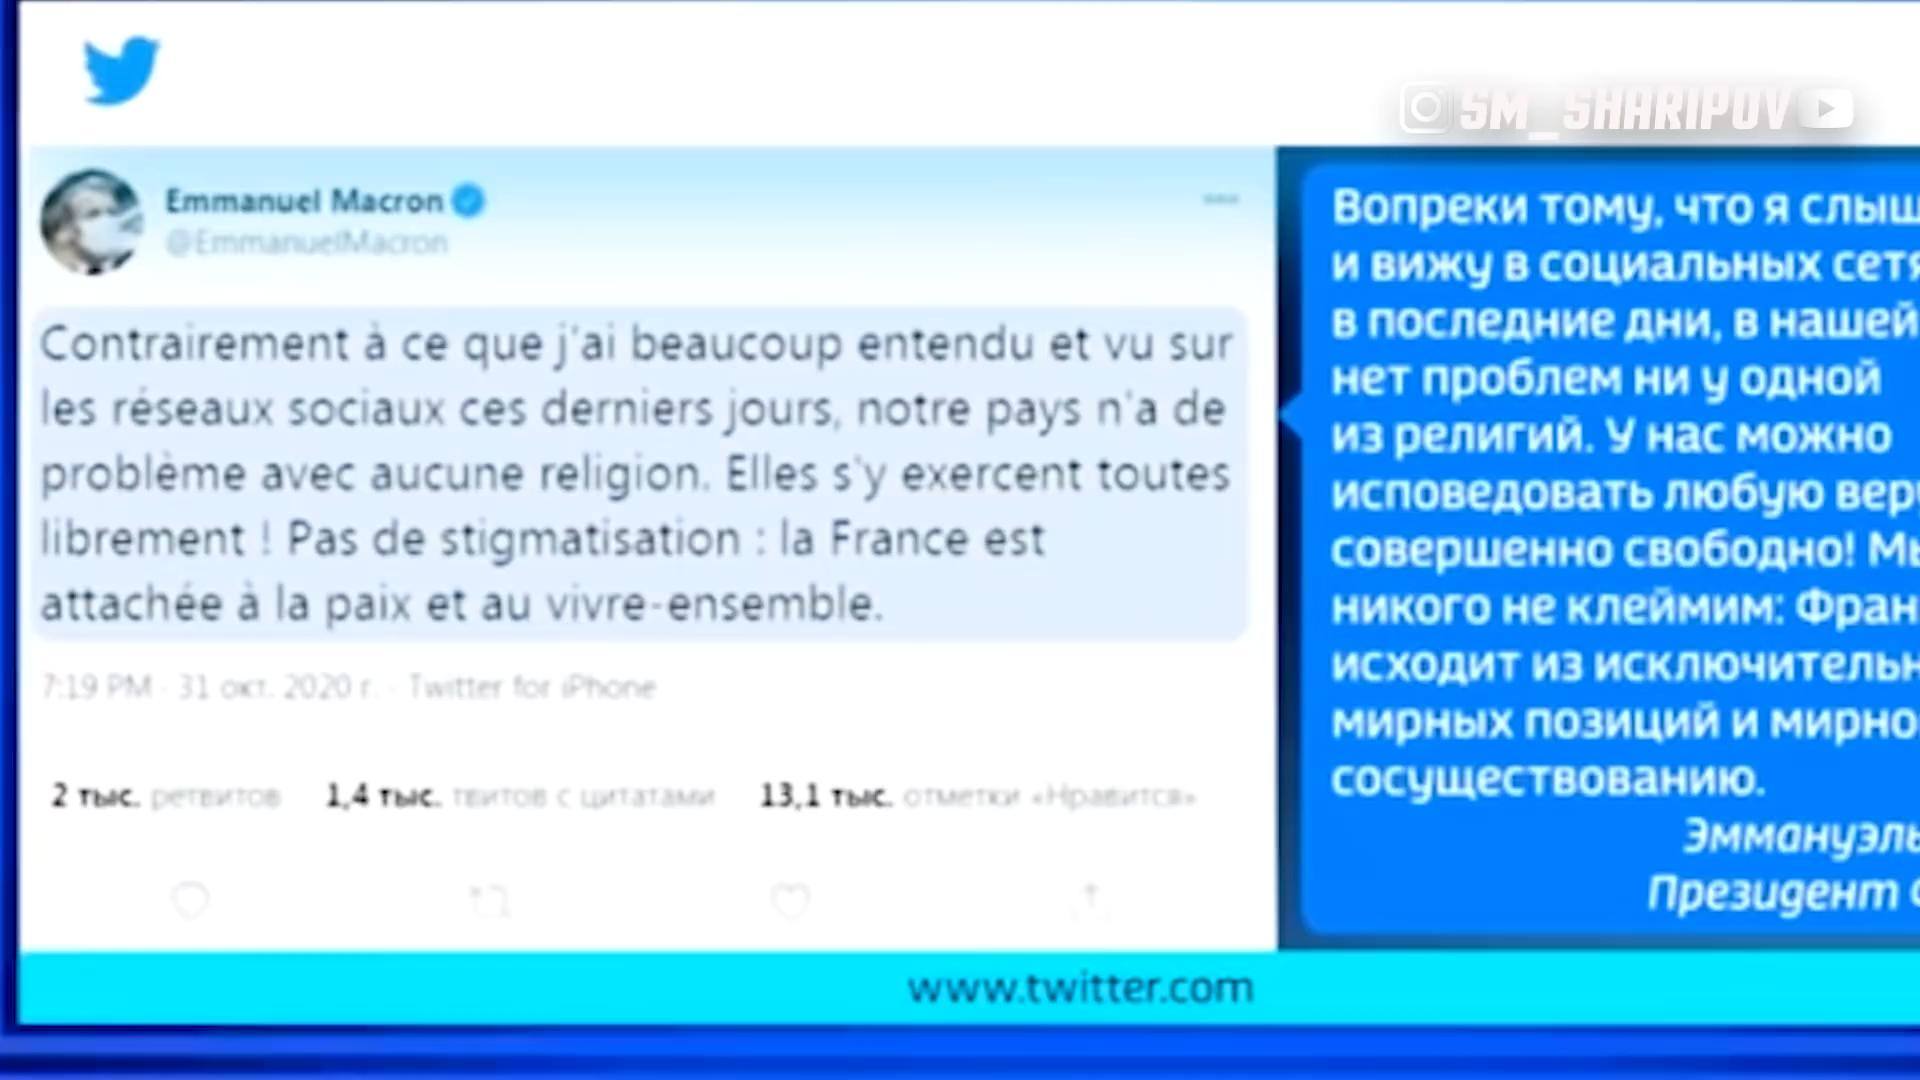 SM_SHARIPOV
Emmanuel Macron
@EmmanuelMacron
Contrairement à ce que j'ai beaucoup entendu et vu sur
les réseaux sociaux ces derniers jours, notre pays n'a de
problème avec aucune religion. Elles s'y exercent toutes
librement ! Pas de stigmatisation : la France est
attachée à la paix et au vivre-ensemble.
7:19 PM · 31 окт. 2020 г. · Twitter for iPhone
2 тыс. ретвитов 1,4 тыс. твитов с цитатами 13,1 тыс. отметки «Нравится»
Вопреки тому, что я слыш
и вижу в социальных сетя
в последние дни, в нашей
нет проблем ни у одной
из религий. У нас можно
исповедовать любую веру
совершенно свободно! Мы
никого не клеймим: Фран
исходит из исключительн
мирных позиций и мирно
сосуществованию.
Эммануэль
Президент Ф
www.twitter.com